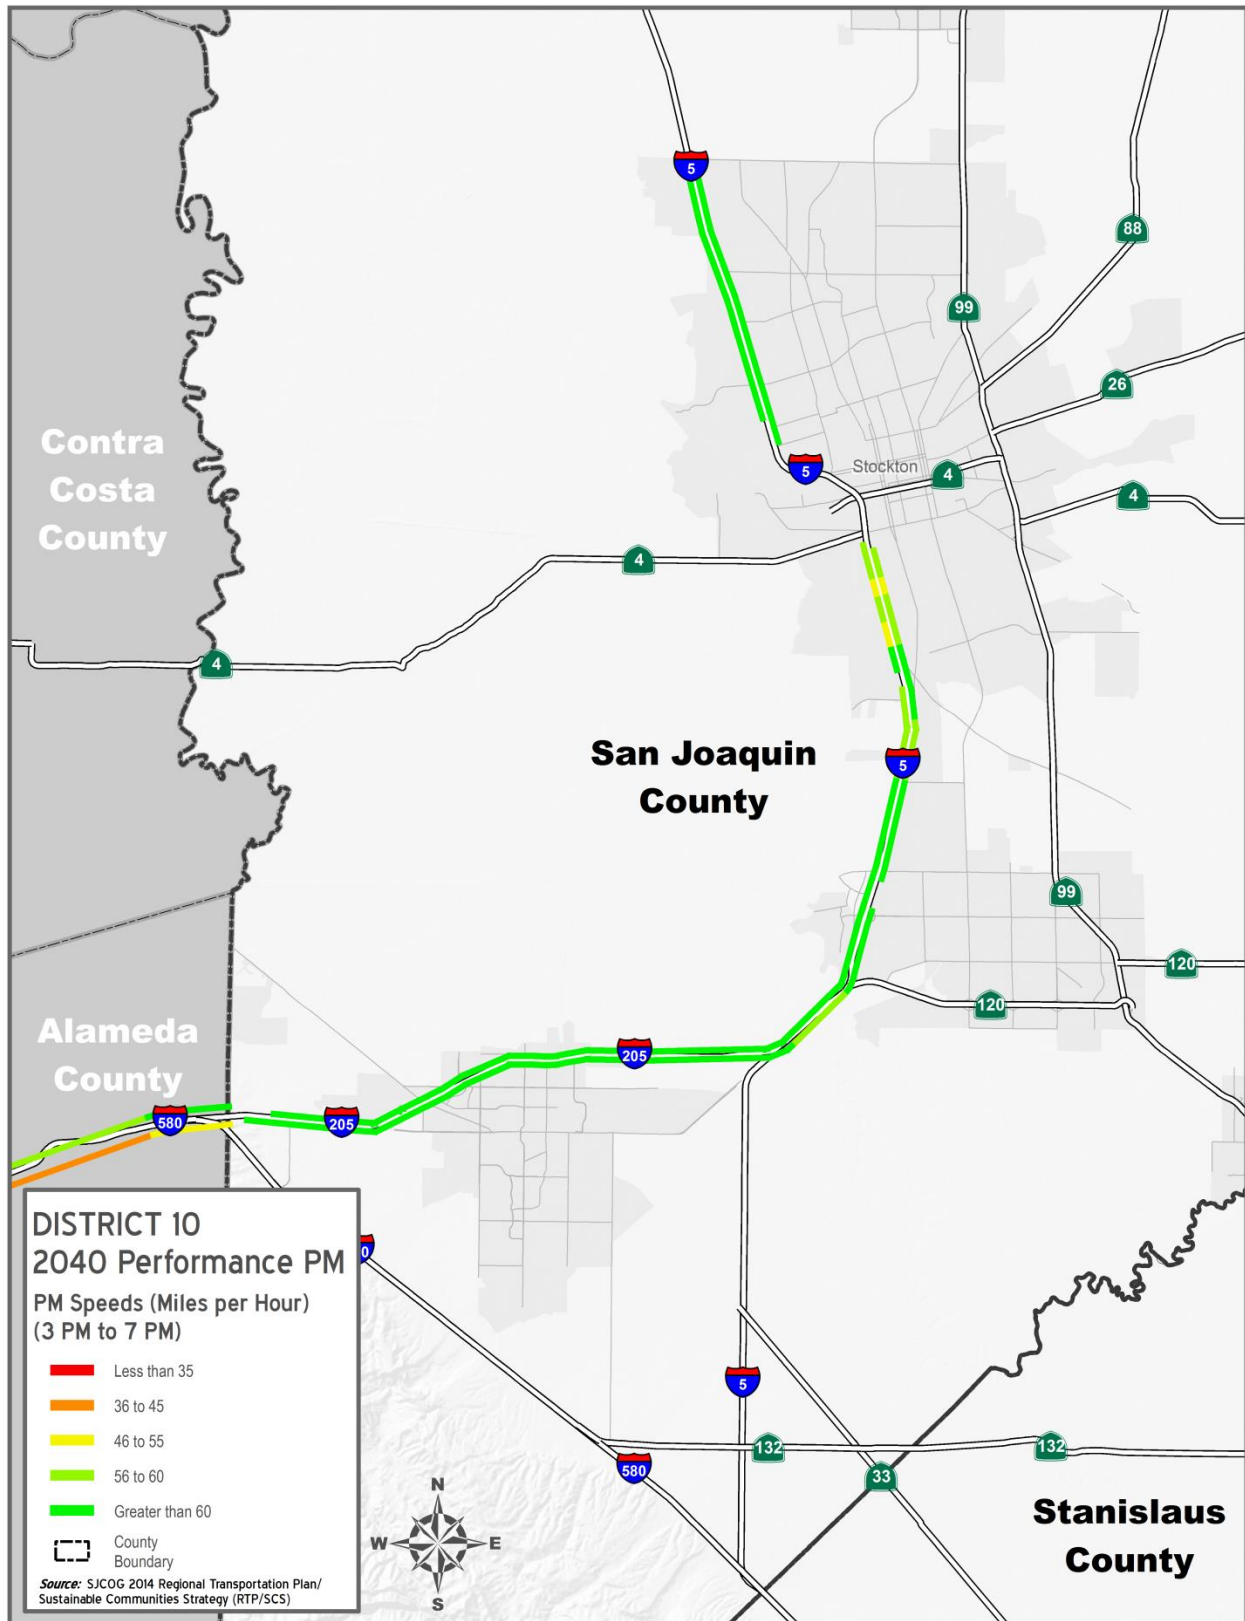 5
88
99
26
Contra
Costa
County
5
Stockton
4
4
4
4
San Joaquin
County
5
99
120
120
Alameda
County
205
580
205
DISTRICT 10
2040 Performance PM
PM Speeds (Miles per Hour)
(3 PM to 7 PM)
Less than 35
36 to 45
46 to 55
56 to 60
Greater than 60
County
Boundary
Source: SJCOG 2014 Regional Transportation Plan/
Sustainable Communities Strategy (RTP/SCS)
0
5
132
132
580
33
N
W
E
S
Stanislaus
County